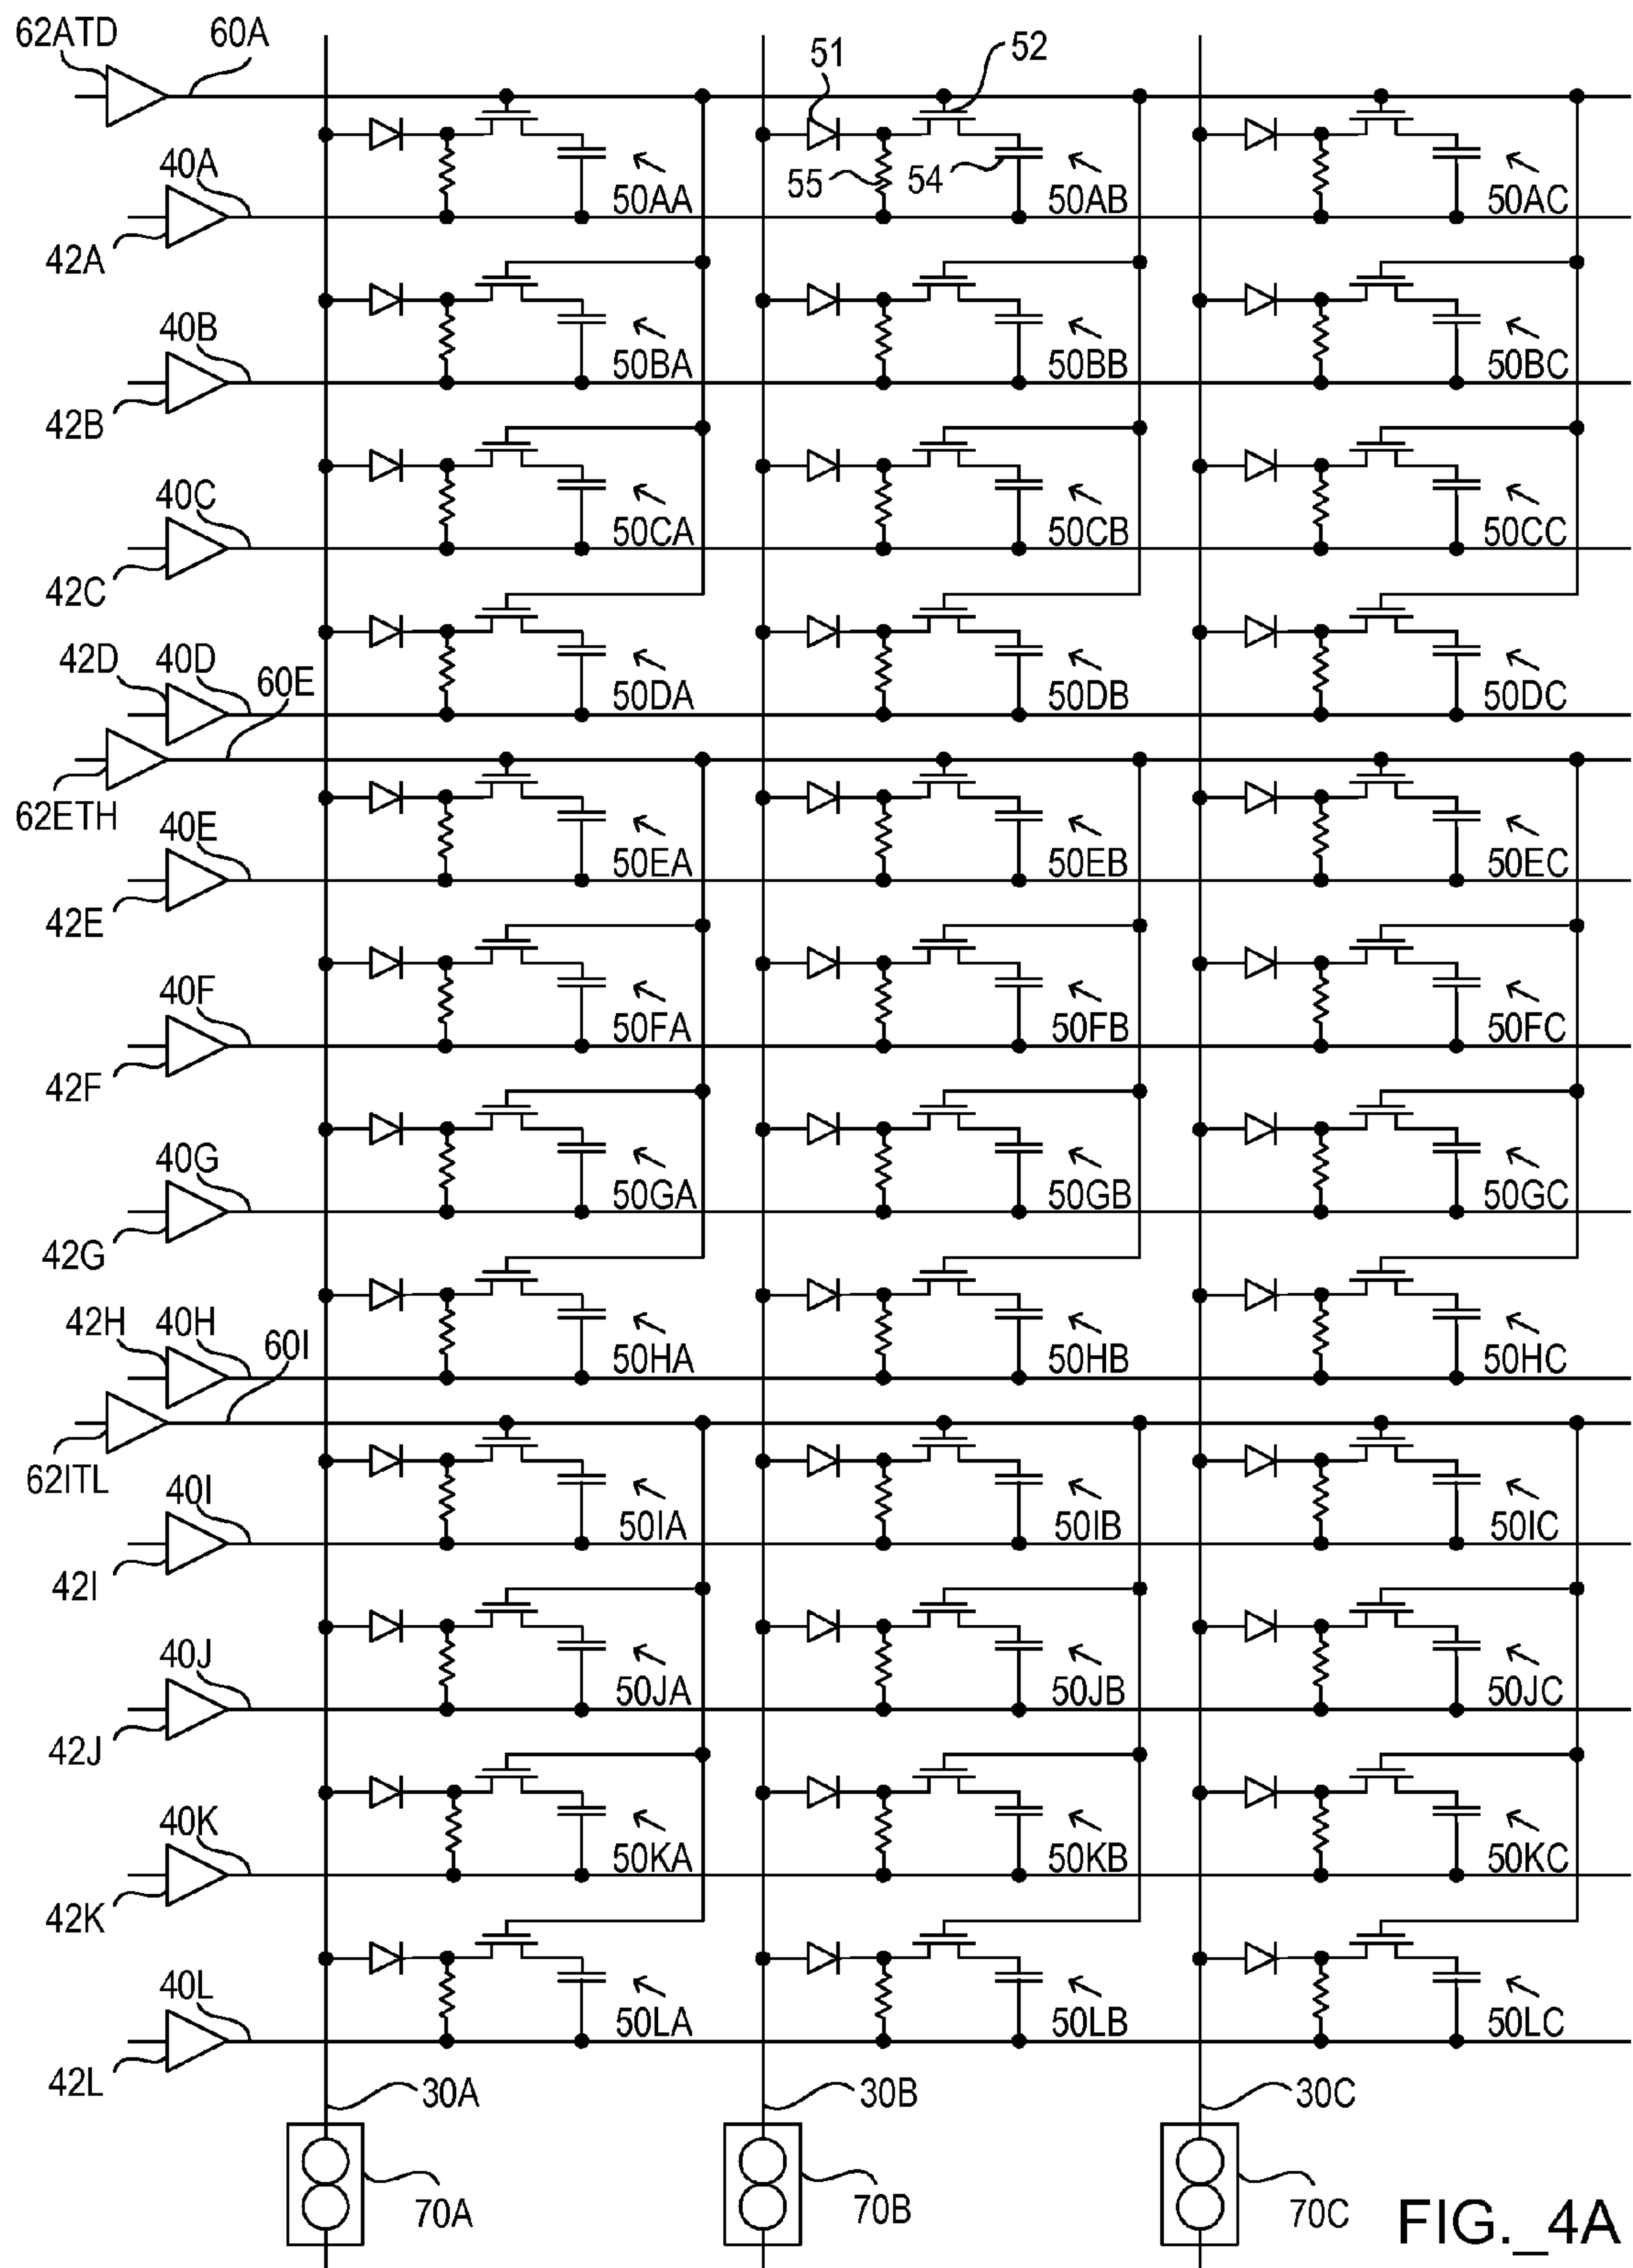 62ATD 60A 51 52
40A 55 54 50AA 50AB 50AC
42A
40B 50BA 50BB 50BC
42B
40C 50CA 50CB 50CC
42C
42D 40D 60E 50DA 50DB 50DC
62ETH
40E 50EA 50EB 50EC
42E
40F 50FA 50FB 50FC
42F
40G 50GA 50GB 50GC
42G
42H 40H 60I 50HA 50HB 50HC
62ITL
40I 50IA 50IB 50IC
42I
40J 50JA 50JB 50JC
42J
40K 50KA 50KB 50KC
42K
40L 50LA 50LB 50LC
42L
30A 30B 30C
70A 70B 70C
FIG._4A